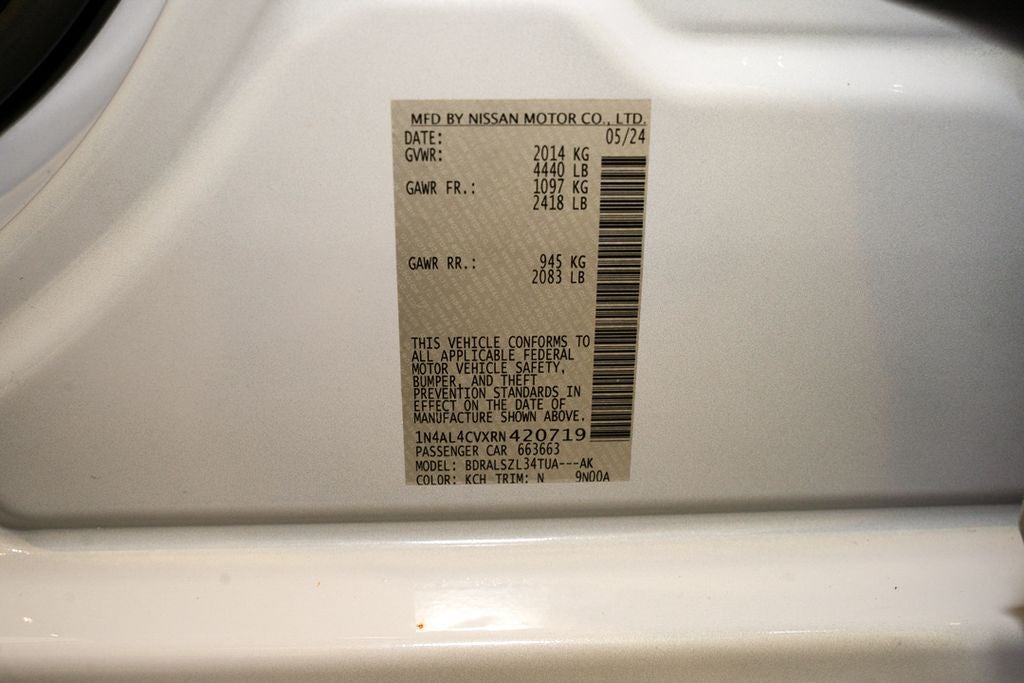 MFD BY NISSAN MOTOR CO., LTD.
DATE: 05/24
GVWR: 2014 KG
4440 LB
GAWR FR.: 1097 KG
2418 LB
GAWR RR.: 945 KG
2083 LB
THIS VEHICLE CONFORMS TO
ALL APPLICABLE FEDERAL
MOTOR VEHICLE SAFETY,
BUMPER, AND THEFT
PREVENTION STANDARDS IN
EFFECT ON THE DATE OF
MANUFACTURE SHOWN ABOVE.
1N4AL4CVXRN420719
PASSENGER CAR 663663
MODEL: BDRALSZL34TUA---AK
COLOR: KCH TRIM: N 9N00A